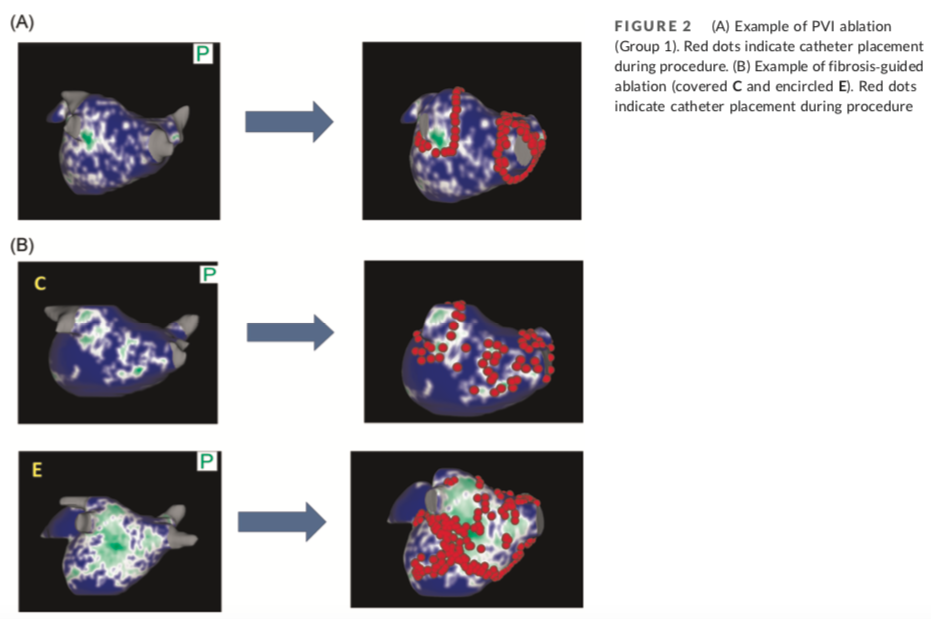 (A)
P
FIGURE 2 (A) Example of PVI ablation
(Group 1). Red dots indicate catheter placement
during procedure. (B) Example of fibrosis-guided
ablation (covered C and encircled E). Red dots
indicate catheter placement during procedure
(B)
C
P
E
P